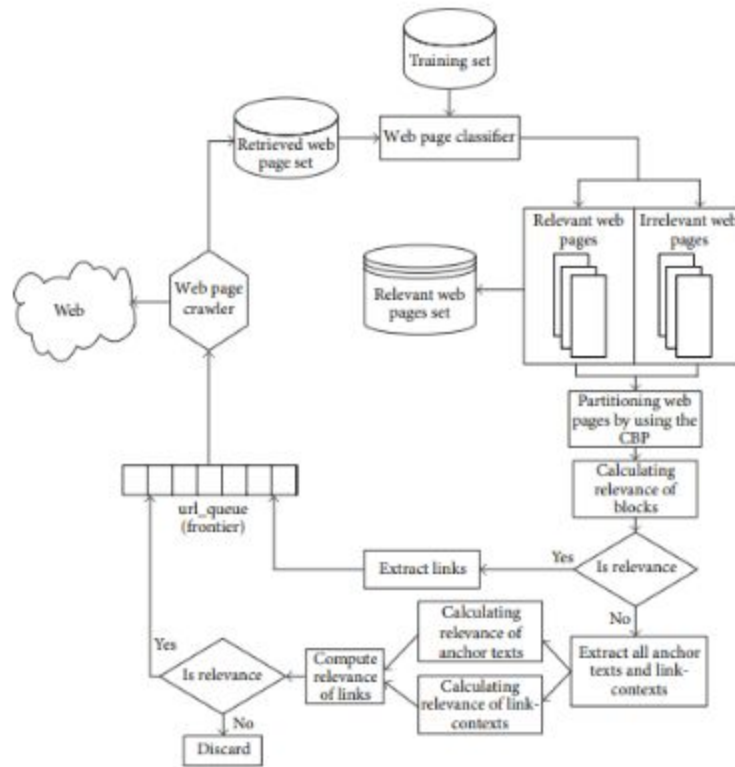 Training set
Retrieved web
page set
Web page classifier
Relevant web
pages
Irrelevant web
pages
Web
Web page
crawler
Relevant web
pages set
Partitioning web
pages by using the
CBP
Calculating
relevance of
blocks
url_queue
(frontier)
Extract links
Yes
Is relevance
No
Calculating
relevance of
anchor texts
Extract all anchor
texts and link-
contexts
Yes
Is relevance
Compute
relevance
of links
Calculating
relevance of link-
contexts
No
Discard